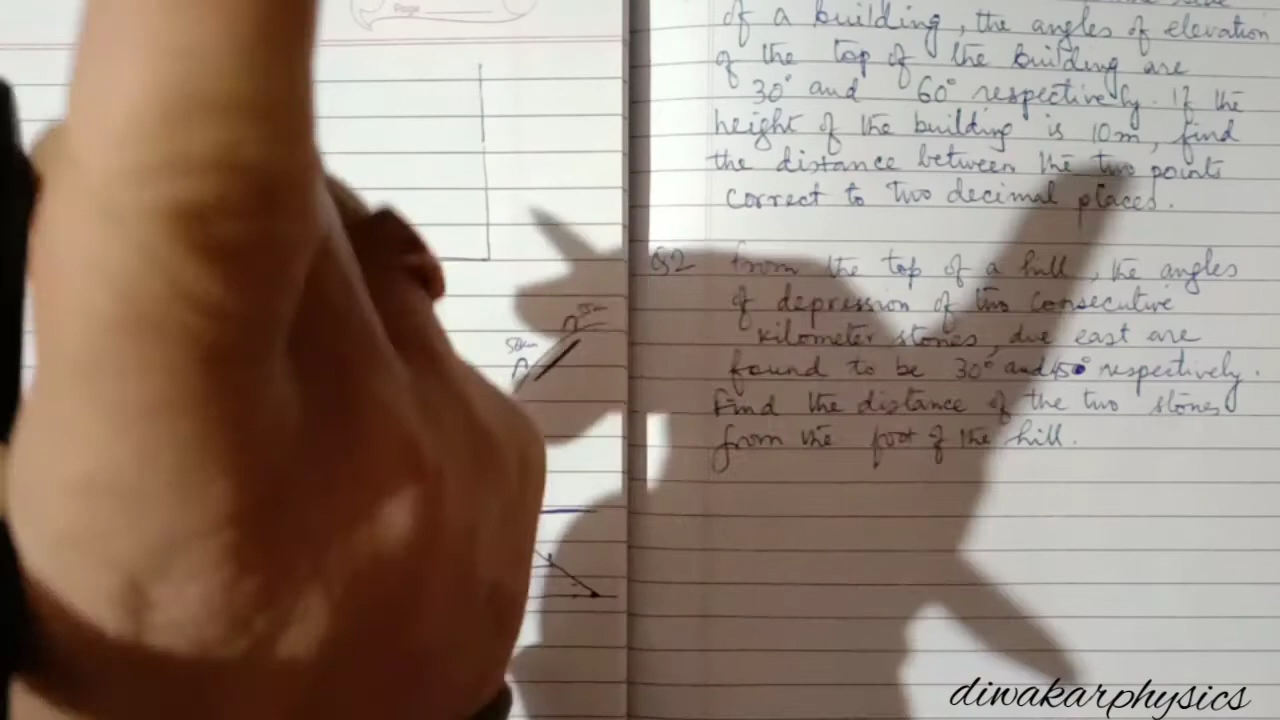 Page
of a building, the angles of elevation
of the top of the building are
30° and 60° respectively. If the
height of the building is 10m, find
the distance between the two points
correct to two decimal places.
Q2 from the top of a hill, the angles
of depression of two consecutive
kilometer stones, due east are
found to be 30° and 45° respectively.
Find the distance of the two stones
from the foot of the hill.
50km
diwakarphysics